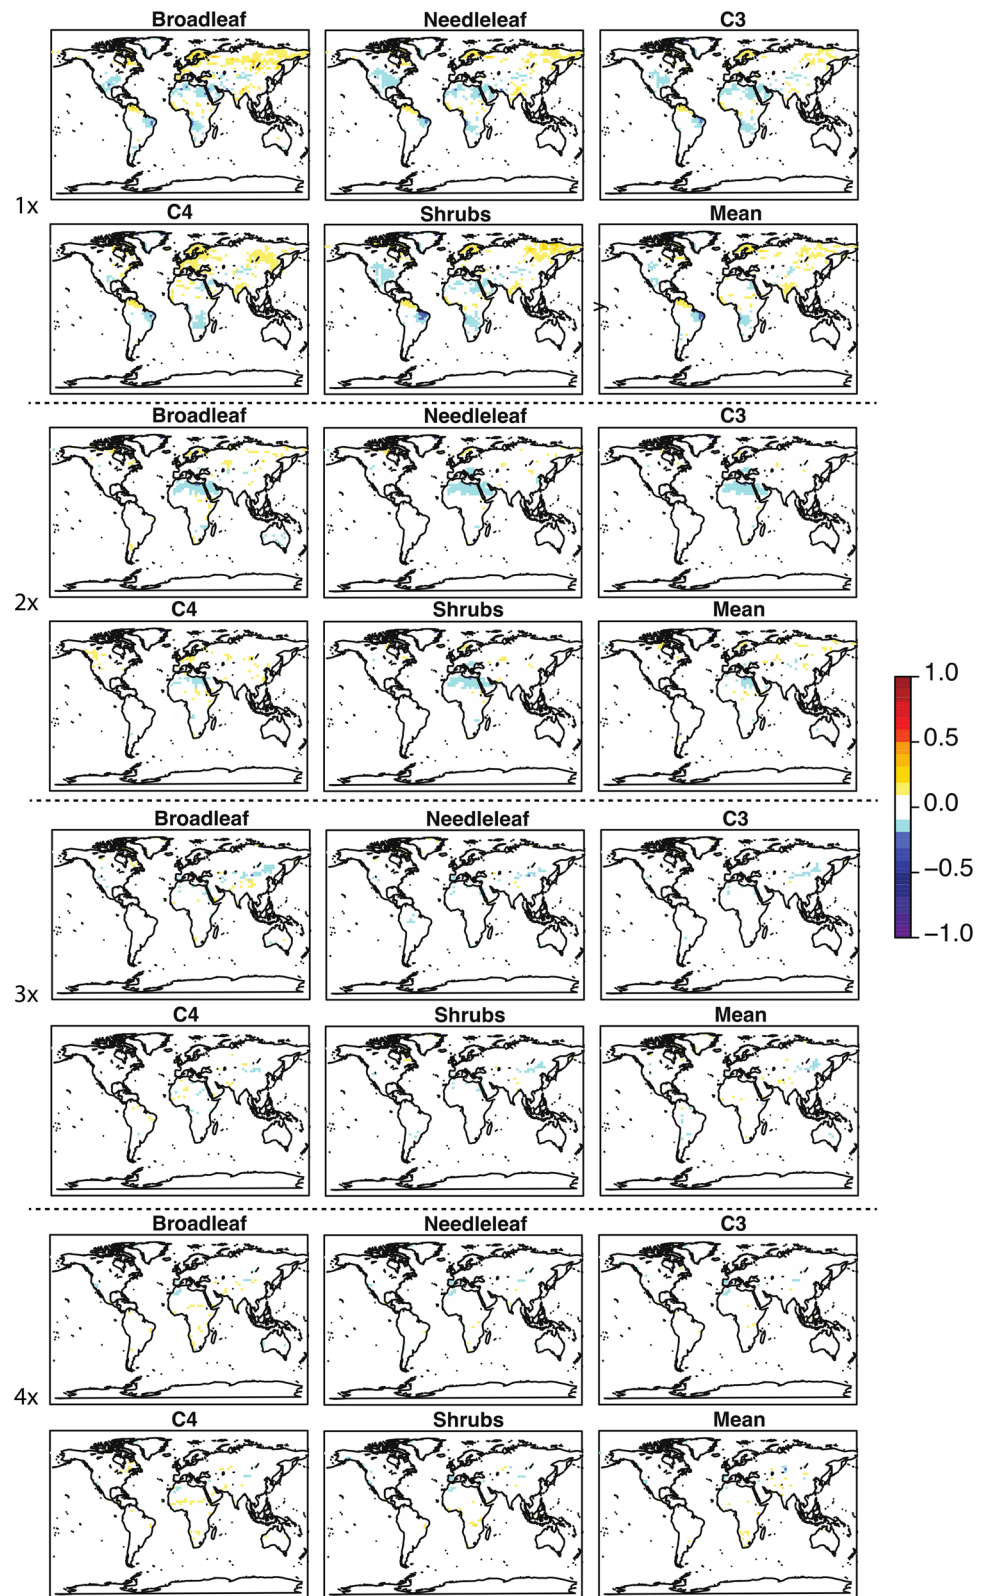 Broadleaf Needleleaf C3
1x
C4 Shrubs Mean
>
Broadleaf Needleleaf C3
2x
C4 Shrubs Mean
1.0
0.5
0.0
−0.5
−1.0
Broadleaf Needleleaf C3
3x
C4 Shrubs Mean
Broadleaf Needleleaf C3
4x
C4 Shrubs Mean